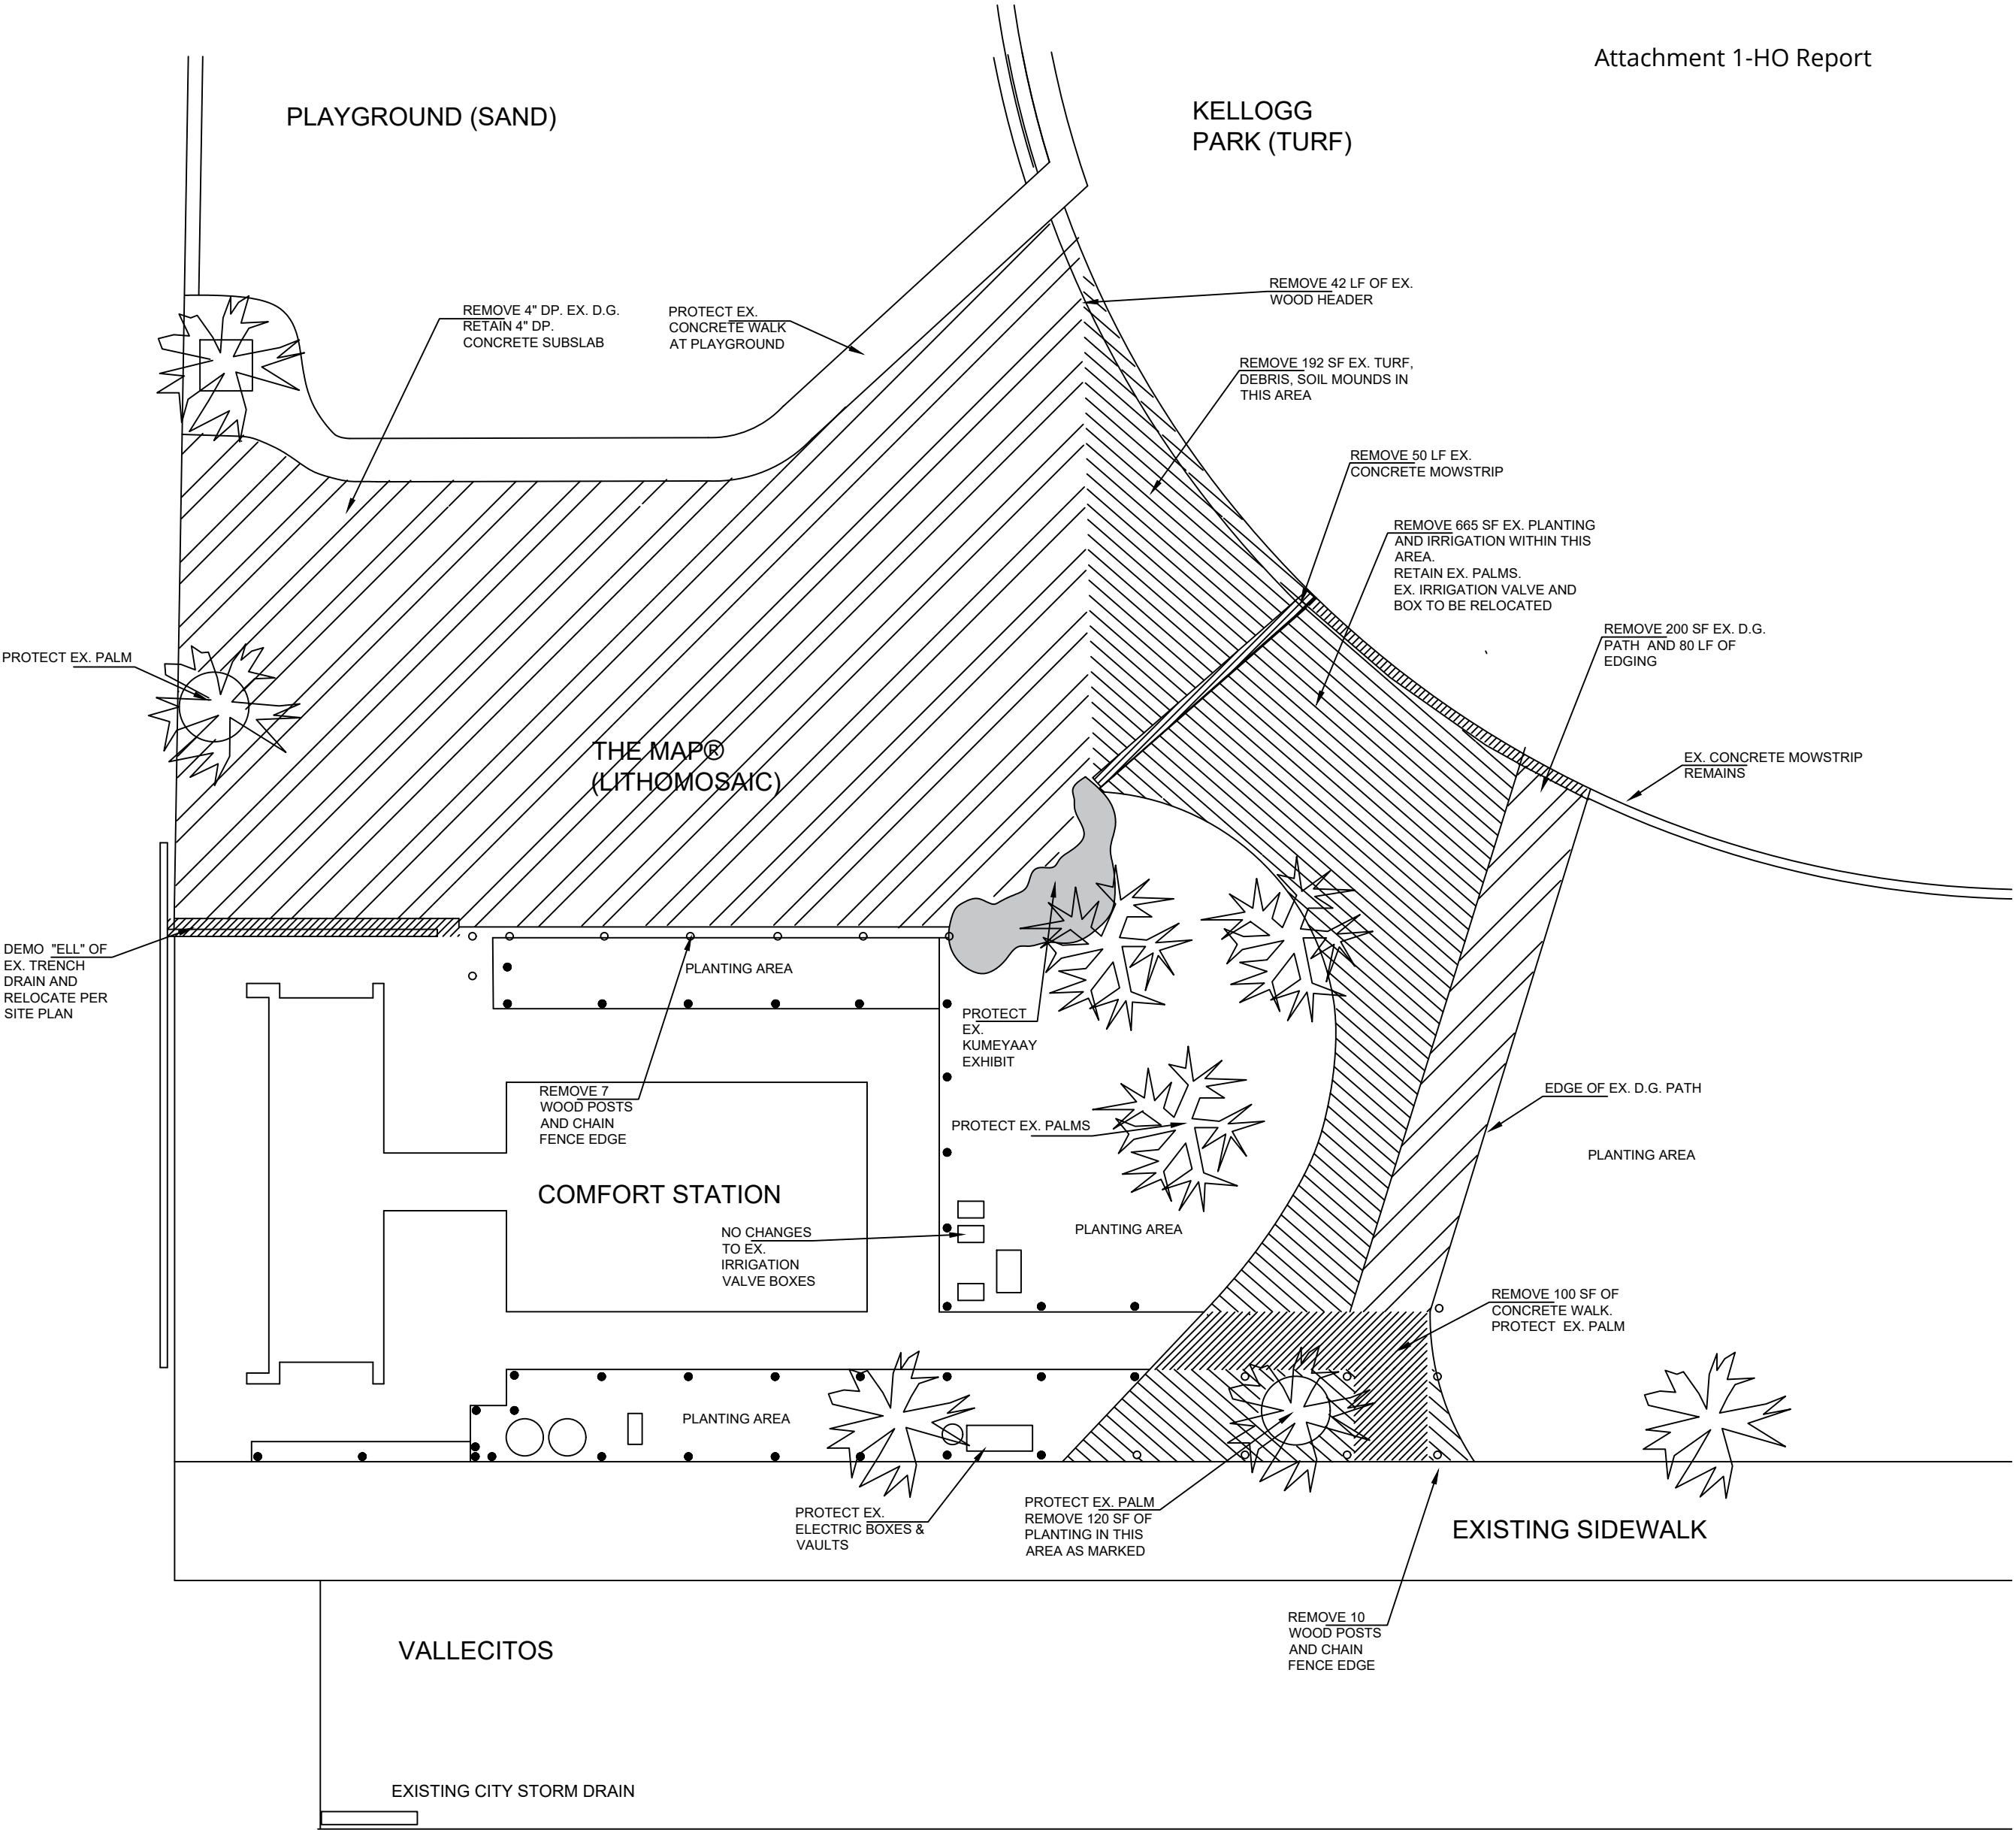 Attachment 1-HO Report
PLAYGROUND (SAND)
KELLOGG
PARK (TURF)
REMOVE 42 LF OF EX.
WOOD HEADER
REMOVE 4" DP. EX. D.G.
RETAIN 4" DP.
CONCRETE SUBSLAB
PROTECT EX.
CONCRETE WALK
AT PLAYGROUND
REMOVE 192 SF EX. TURF,
DEBRIS, SOIL MOUNDS IN
THIS AREA
REMOVE 50 LF EX.
CONCRETE MOWSTRIP
REMOVE 665 SF EX. PLANTING
AND IRRIGATION WITHIN THIS
AREA.
RETAIN EX. PALMS.
EX. IRRIGATION VALVE AND
BOX TO BE RELOCATED
REMOVE 200 SF EX. D.G.
PATH AND 80 LF OF
EDGING
PROTECT EX. PALM
THE MAP®
(LITHOMOSAIC)
EX. CONCRETE MOWSTRIP
REMAINS
DEMO "ELL" OF
EX. TRENCH
DRAIN AND
RELOCATE PER
SITE PLAN
PLANTING AREA
PROTECT
EX.
KUMEYAAY
EXHIBIT
REMOVE 7
WOOD POSTS
AND CHAIN
FENCE EDGE
EDGE OF EX. D.G. PATH
PROTECT EX. PALMS
PLANTING AREA
COMFORT STATION
NO CHANGES
TO EX.
IRRIGATION
VALVE BOXES
PLANTING AREA
REMOVE 100 SF OF
CONCRETE WALK.
PROTECT EX. PALM
PLANTING AREA
PROTECT EX.
ELECTRIC BOXES &
VAULTS
PROTECT EX. PALM
REMOVE 120 SF OF
PLANTING IN THIS
AREA AS MARKED
EXISTING SIDEWALK
REMOVE 10
WOOD POSTS
AND CHAIN
FENCE EDGE
VALLECITOS
EXISTING CITY STORM DRAIN